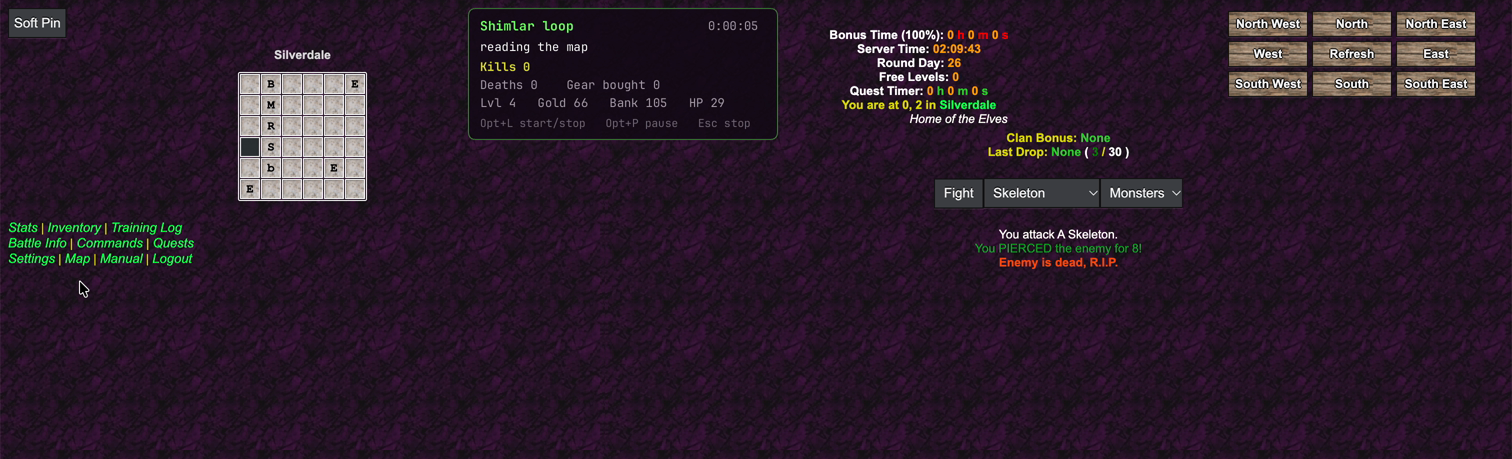 Soft Pin
Silverdale
B E
M
R
S
b E
E
Stats | Inventory | Training Log
Battle Info | Commands | Quests
Settings | Map | Manual | Logout
Shimlar loop 0:00:05
reading the map
Kills 0
Deaths 0 Gear bought 0
Lvl 4 Gold 66 Bank 105 HP 29
Opt+L start/stop Opt+P pause Esc stop
Bonus Time (100%): 0 h 0 m 0 s
Server Time: 02:09:43
Round Day: 26
Free Levels: 0
Quest Timer: 0 h 0 m 0 s
You are at 0, 2 in Silverdale
Home of the Elves
Clan Bonus: None
Last Drop: None ( 3 / 30 )
Fight Skeleton Monsters
You attack A Skeleton.
You PIERCED the enemy for 8!
Enemy is dead, R.I.P.
North West North North East
West Refresh East
South West South South East